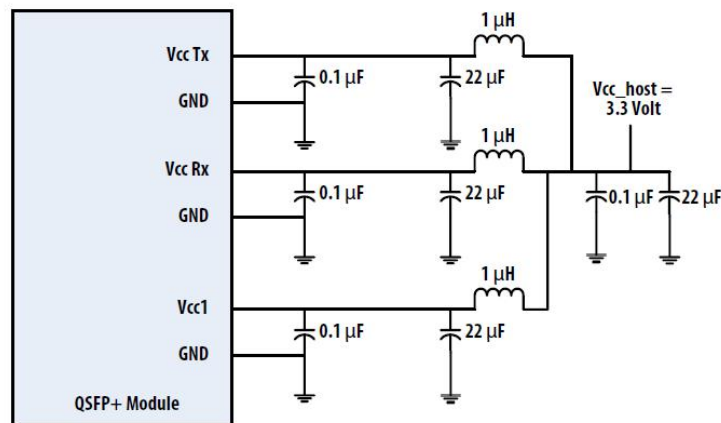 1 μH
Vcc Tx
0.1 μF
22 μF
GND
Vcc_host =
3.3 Volt
1 μH
Vcc Rx
0.1 μF
22 μF
0.1 μF
22 μF
GND
1 μH
Vcc1
0.1 μF
22 μF
GND
QSFP+ Module